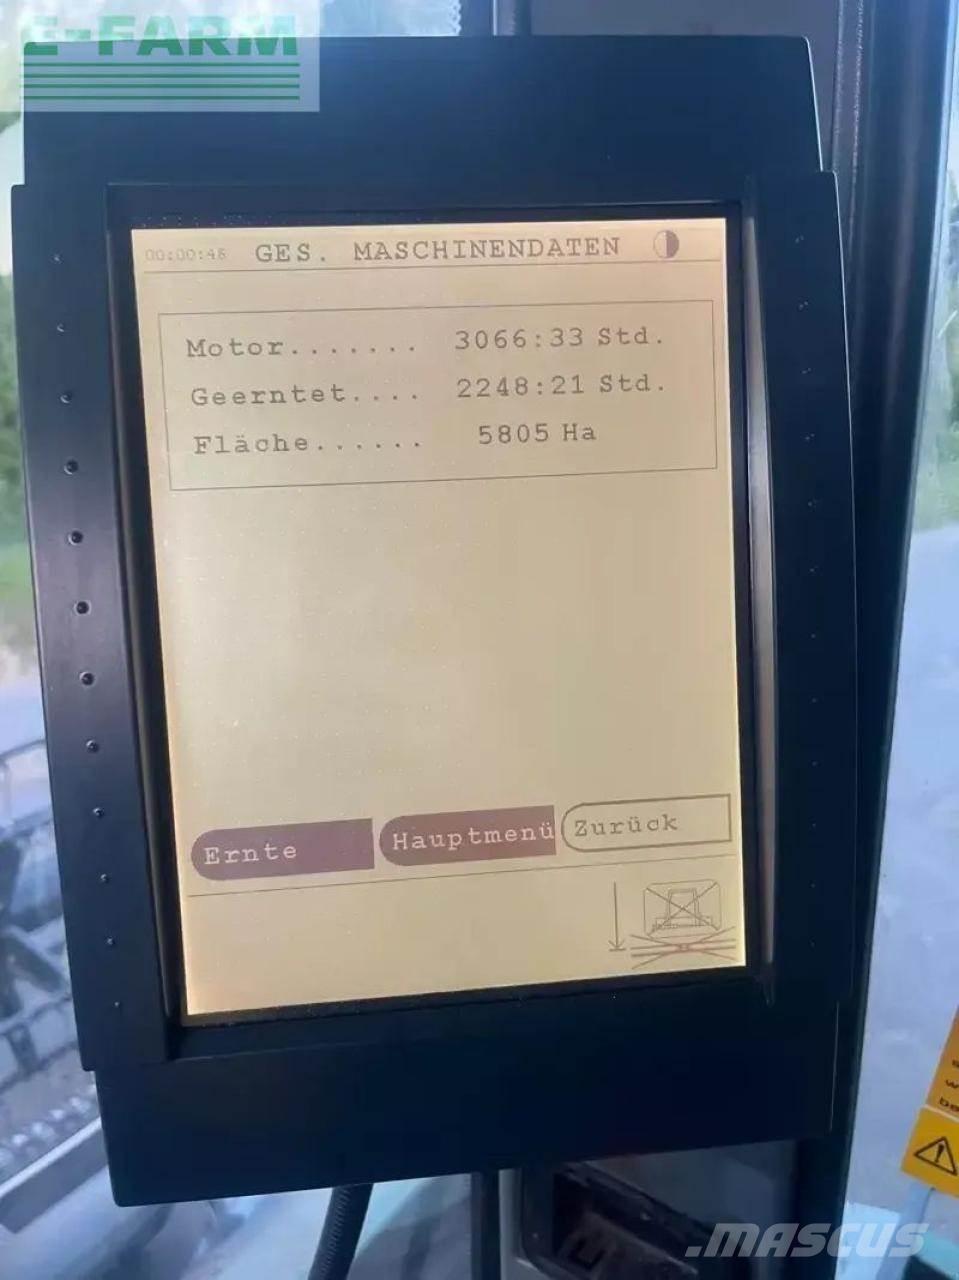 E-FARM
00:00:48 GES. MASCHINENDATEN
Motor....... 3066:33 Std.
Geerntet.... 2248:21 Std.
Fläche...... 5805 Ha
Ernte Hauptmenü Zurück
.MASCUS